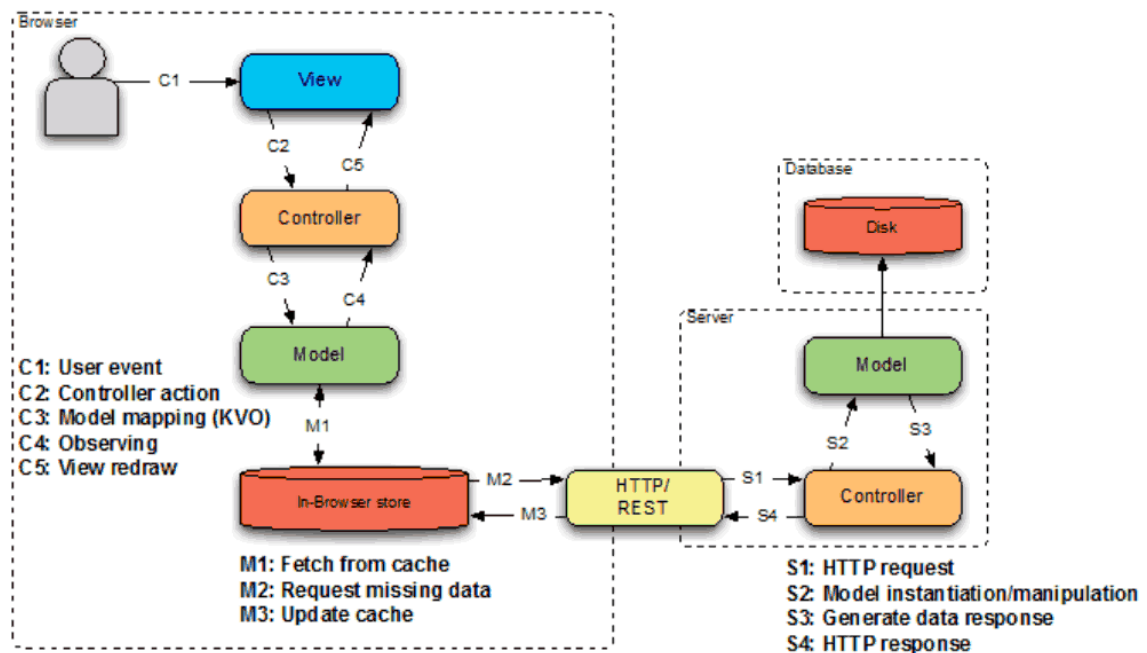 Browser
C1
View
C2
C5
Controller
C3
C4
Model
C1: User event
C2: Controller action
C3: Model mapping (KVO)
C4: Observing
C5: View redraw
M1
In-Browser store
M2
M3
M1: Fetch from cache
M2: Request missing data
M3: Update cache
HTTP/
REST
Database
Disk
Server
Model
S2
S3
S1
S4
Controller
S1: HTTP request
S2: Model instantiation/manipulation
S3: Generate data response
S4: HTTP response